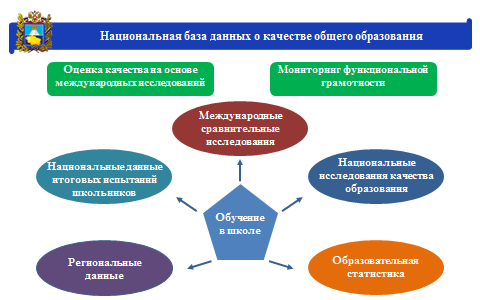 Национальная база данных о качестве общего образования
Оценка качества на основе
международных исследований
Мониторинг функциональной
грамотности
Международные
сравнительные
исследования
Национальные данные
итоговых испытаний
школьников
Национальные
исследования качества
образования
Обучение
в школе
Региональные
данные
Образовательная
статистика